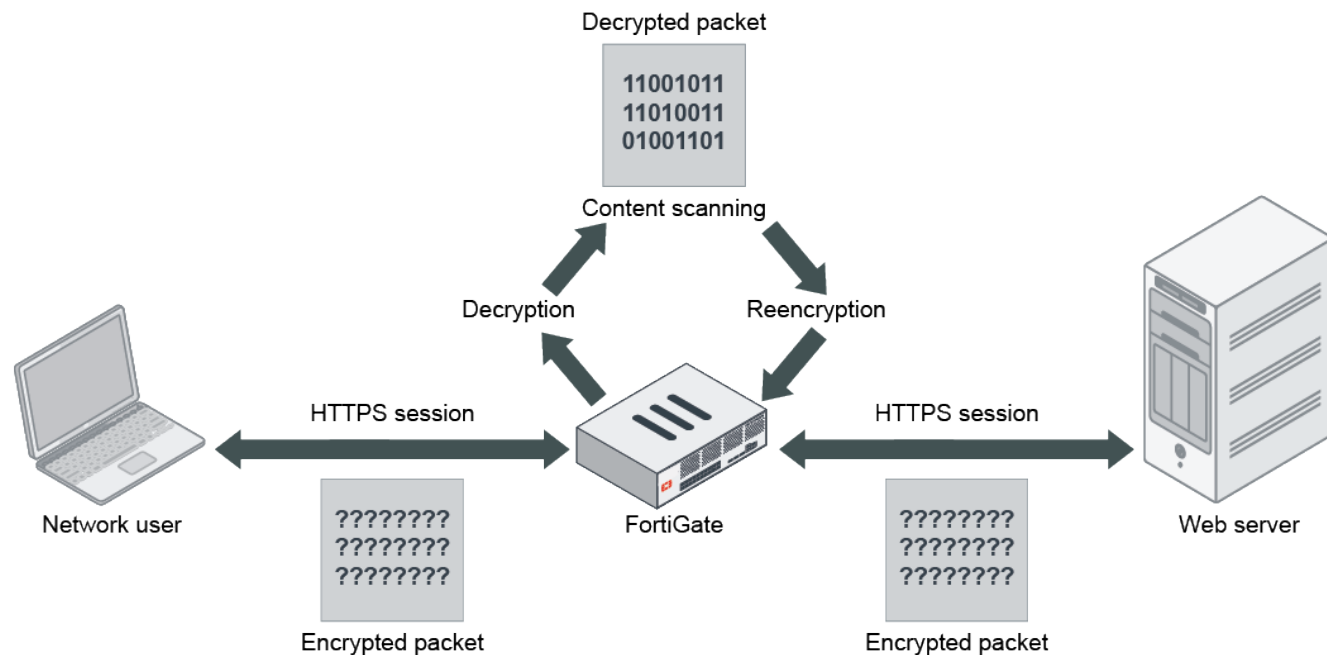 Decrypted packet
11001011
11010011
01001101
Content scanning
Decryption
Reencryption
HTTPS session
HTTPS session
Network user
????????
????????
????????
Encrypted packet
FortiGate
????????
????????
????????
Encrypted packet
Web server